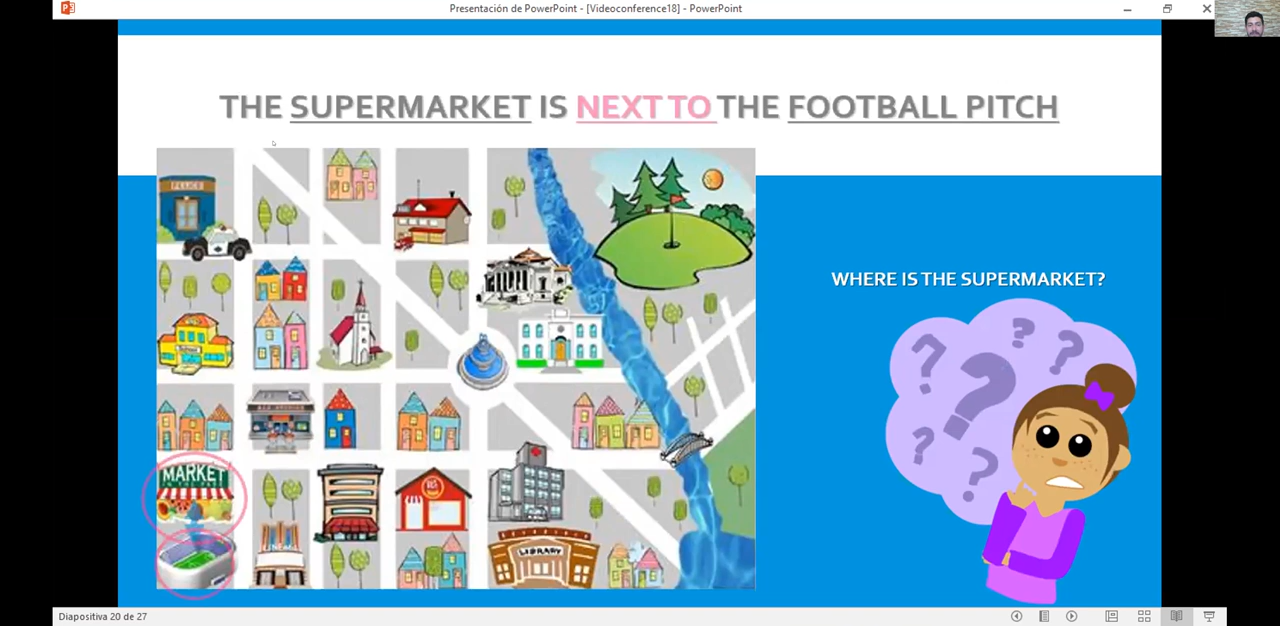 Presentación de PowerPoint - [Videoconference18] - PowerPoint
THE SUPERMARKET IS NEXT TO THE FOOTBALL PITCH
POLICE
WHERE IS THE SUPERMARKET?
MARKET
LIBRARY
Diapositiva 20 de 27